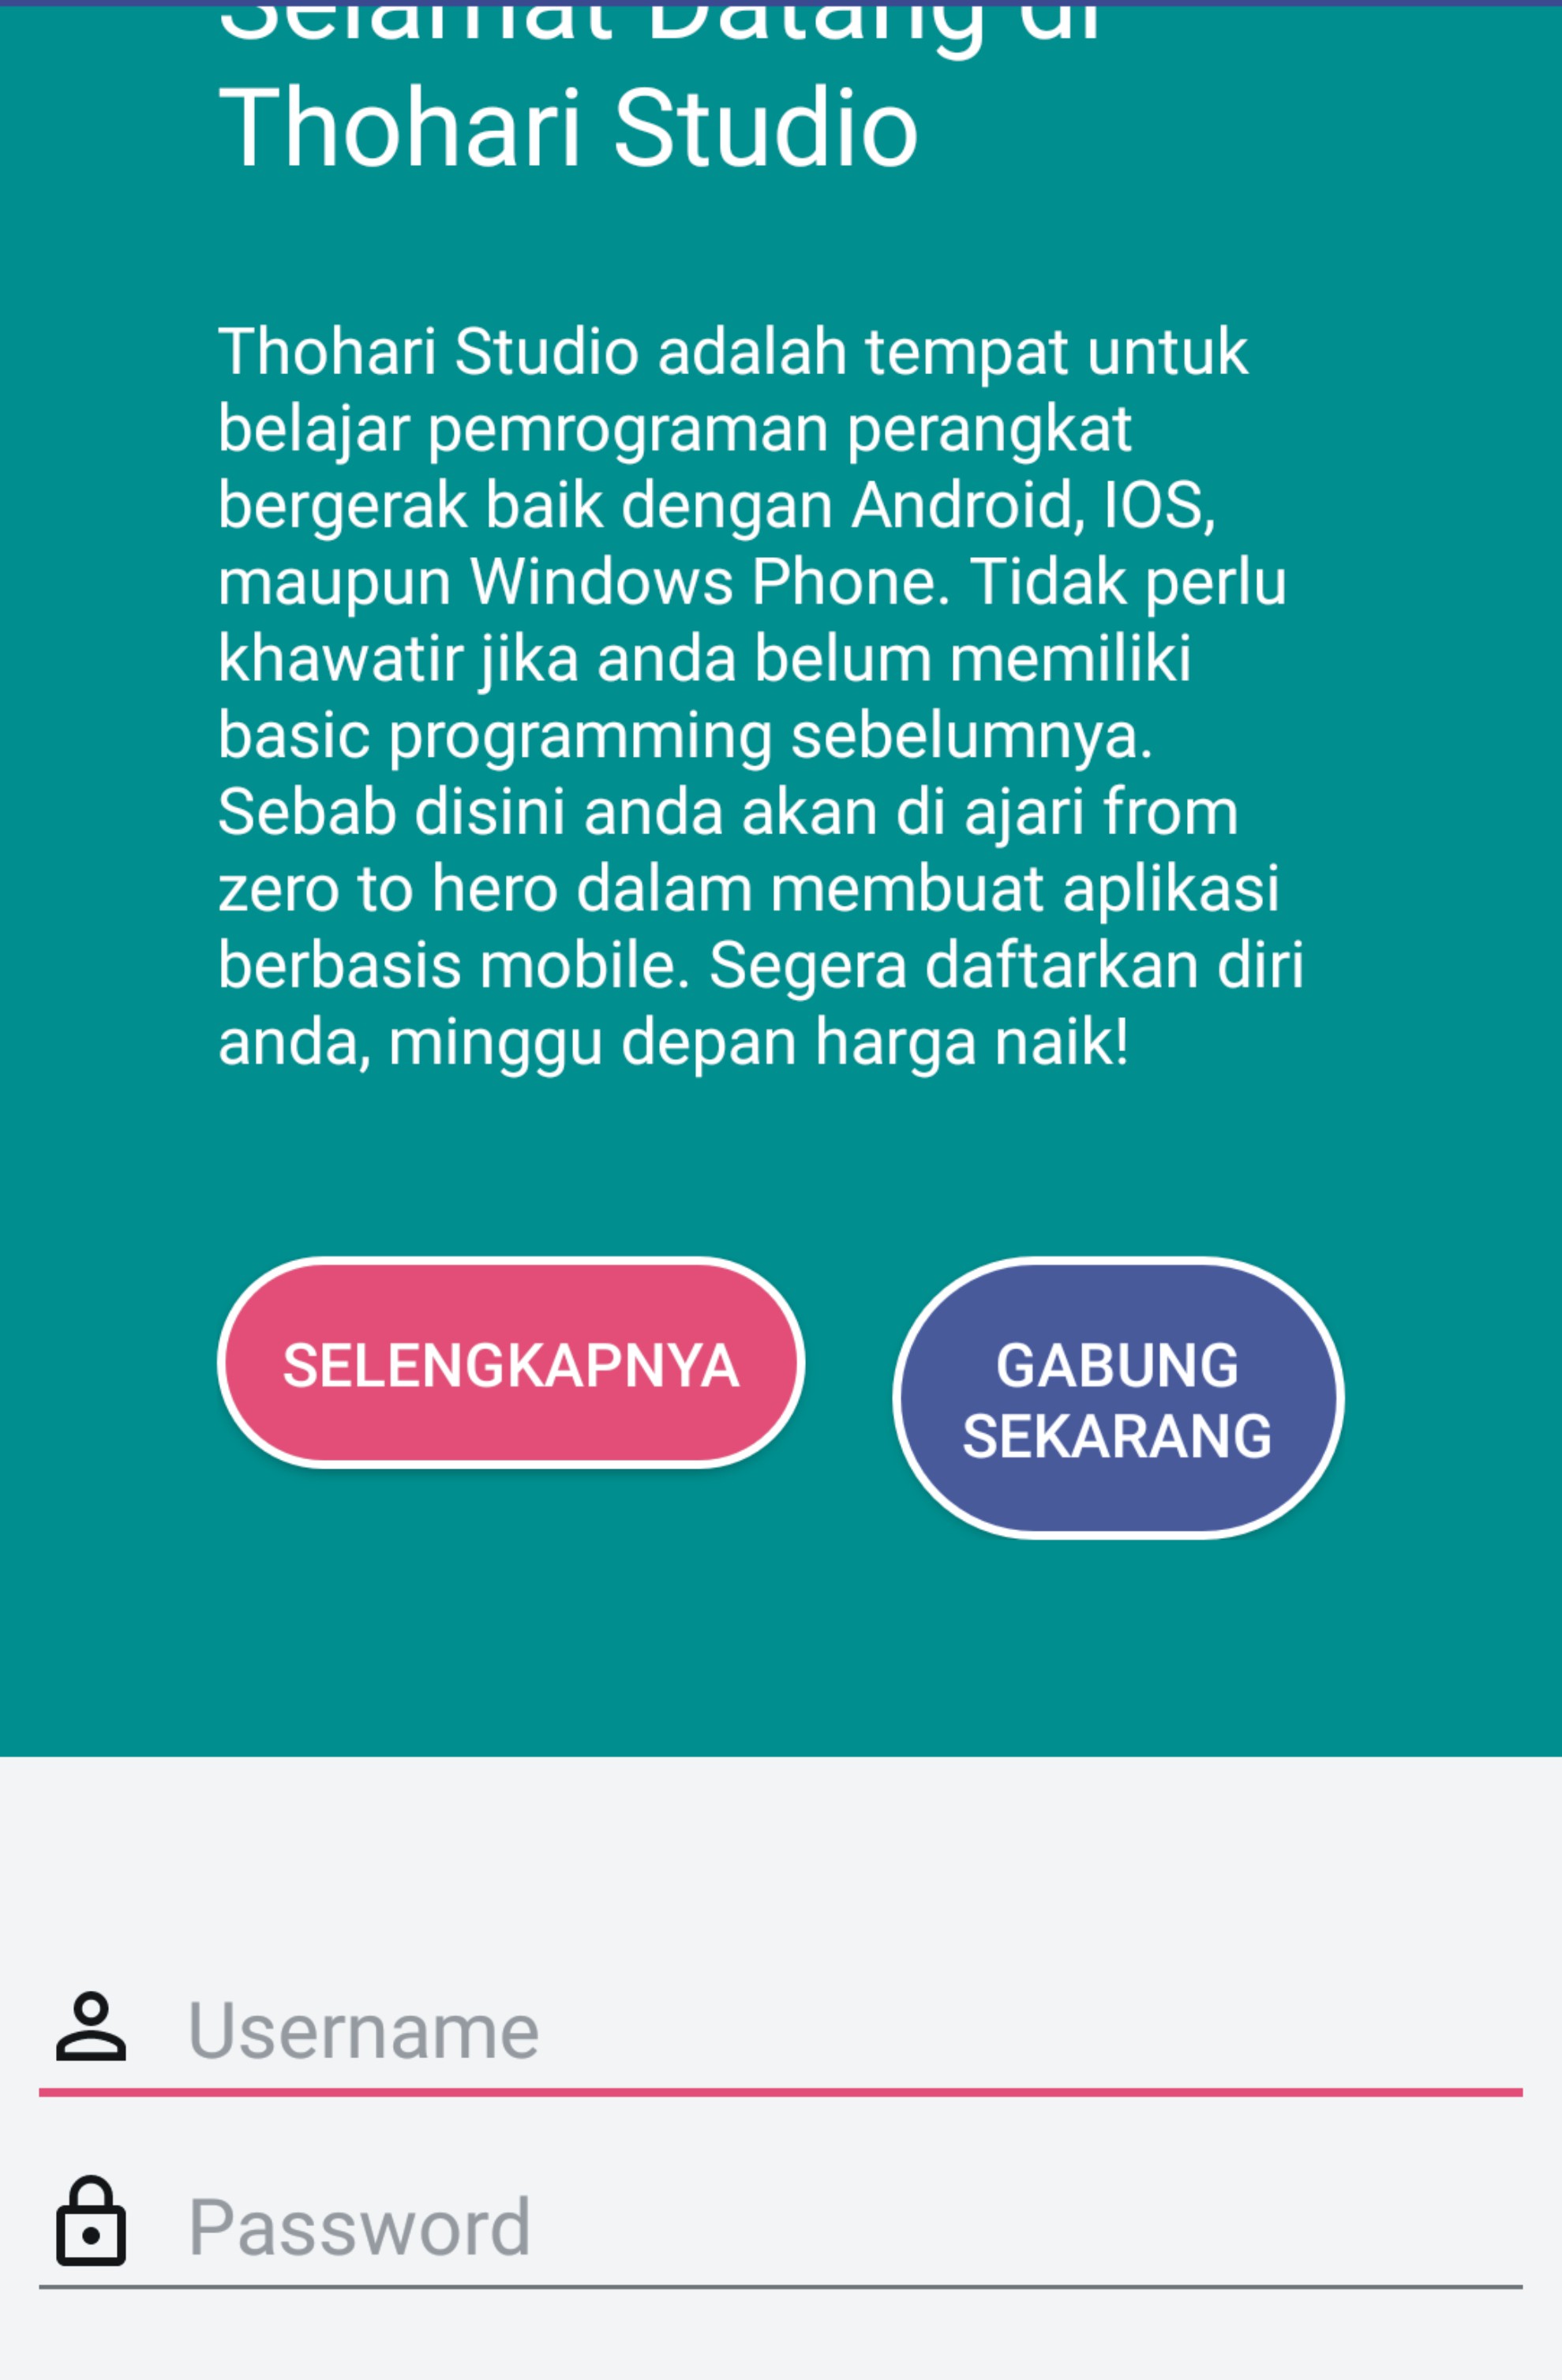 Selamat Datang di
Thohari Studio
Thohari Studio adalah tempat untuk
belajar pemrograman perangkat
bergerak baik dengan Android, IOS,
maupun Windows Phone. Tidak perlu
khawatir jika anda belum memiliki
basic programming sebelumnya.
Sebab disini anda akan di ajari from
zero to hero dalam membuat aplikasi
berbasis mobile. Segera daftarkan diri
anda, minggu depan harga naik!
SELENGKAPNYA
GABUNG
SEKARANG
Username
Password